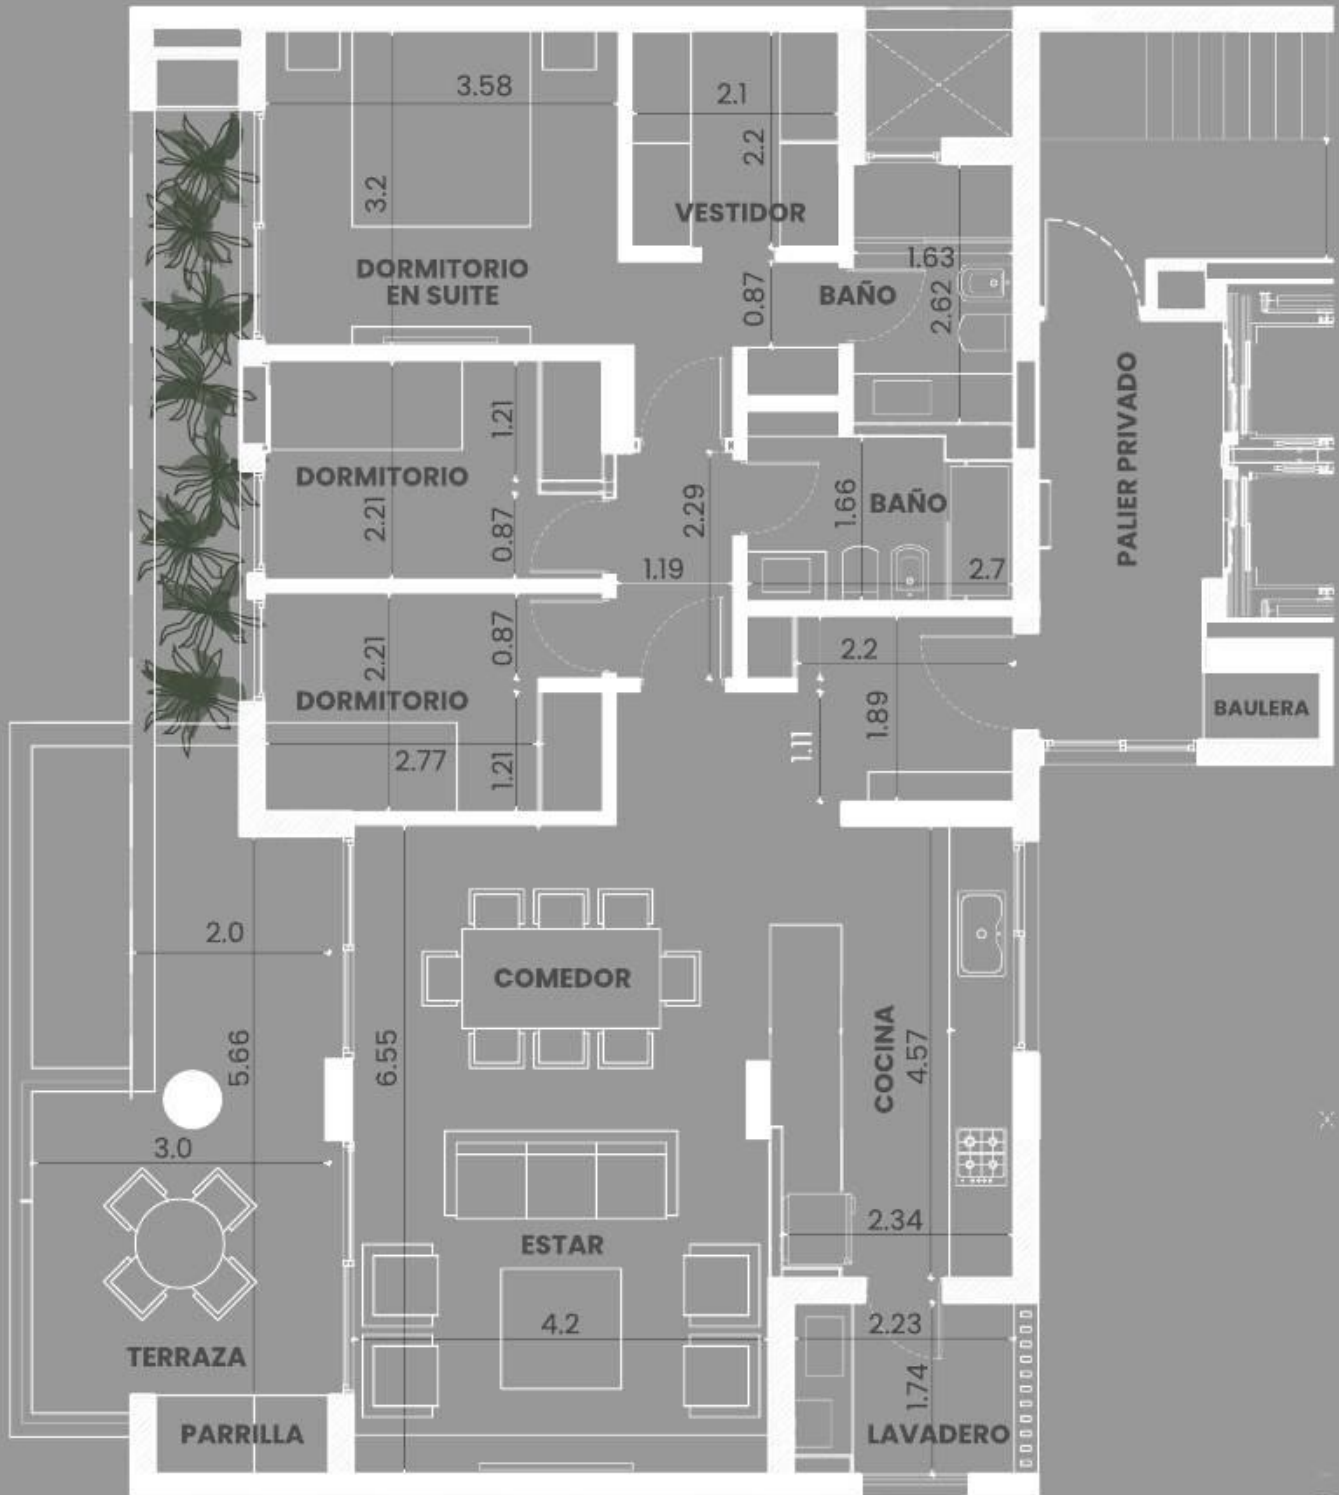 3.58
2.1
2.2
3.2
VESTIDOR
DORMITORIO
EN SUITE
1.63
BAÑO
0.87
2.62
1.21
PALIER PRIVADO
DORMITORIO
2.21
0.87
2.29
1.66
BAÑO
1.19
2.7
2.21
0.87
2.2
DORMITORIO
1.89
BAULERA
2.77
1.21
1.11
2.0
COMEDOR
5.66
6.55
COCINA
4.57
3.0
2.34
ESTAR
4.2
2.23
TERRAZA
1.74
PARRILLA
LAVADERO